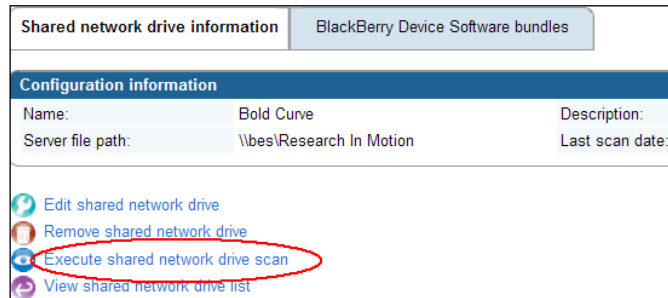 Shared network drive information BlackBerry Device Software bundles
Configuration information
Name: Bold Curve Description:
Server file path: \\bes\Research In Motion Last scan date:
Edit shared network drive
Remove shared network drive
Execute shared network drive scan
View shared network drive list